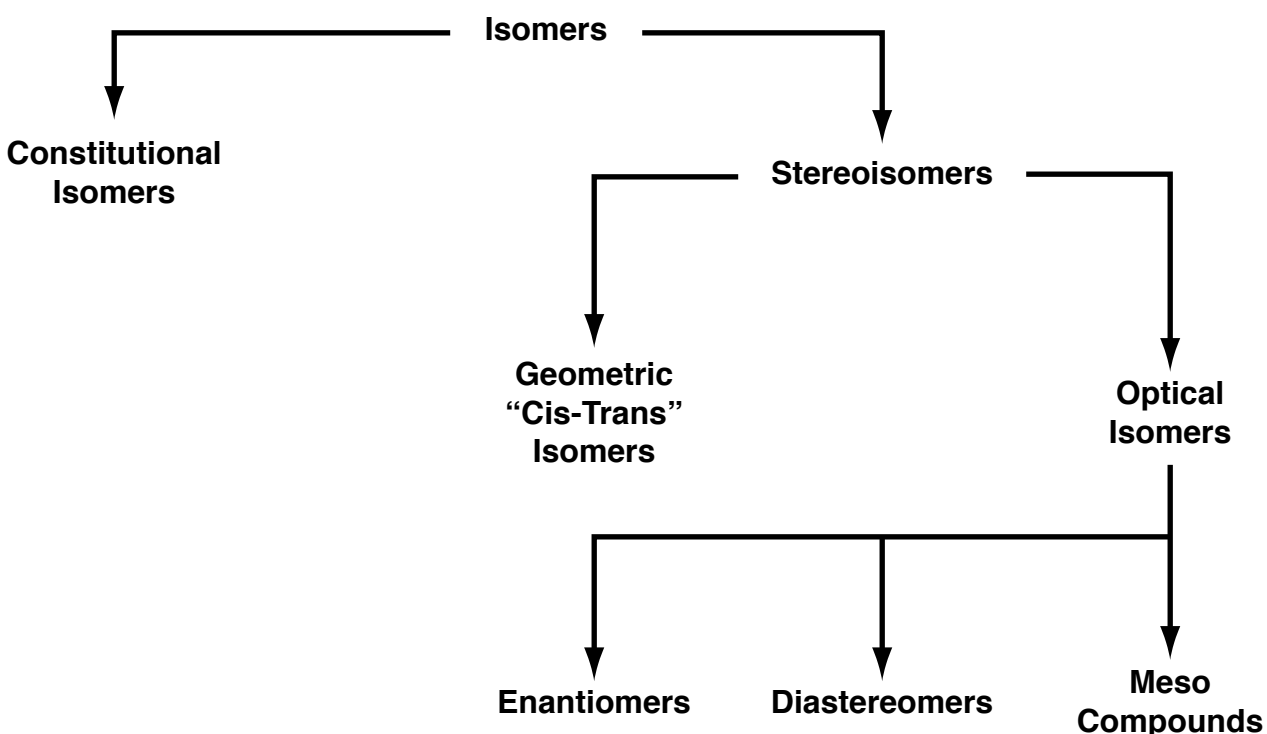 Isomers
Constitutional
Isomers
Stereoisomers
Geometric
“Cis-Trans”
Isomers
Optical
Isomers
Enantiomers
Diastereomers
Meso
Compounds